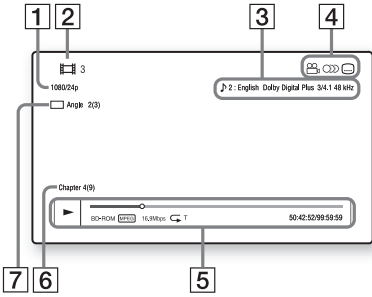 1
2
3
4
3
1080/24p
2 : English Dolby Digital Plus 3/4.1 48 kHz
Angle 2(3)
Chapter 4(9)
BD-ROM MPEG 16.9Mbps T 50:42:52/99:59:59
7
6
5